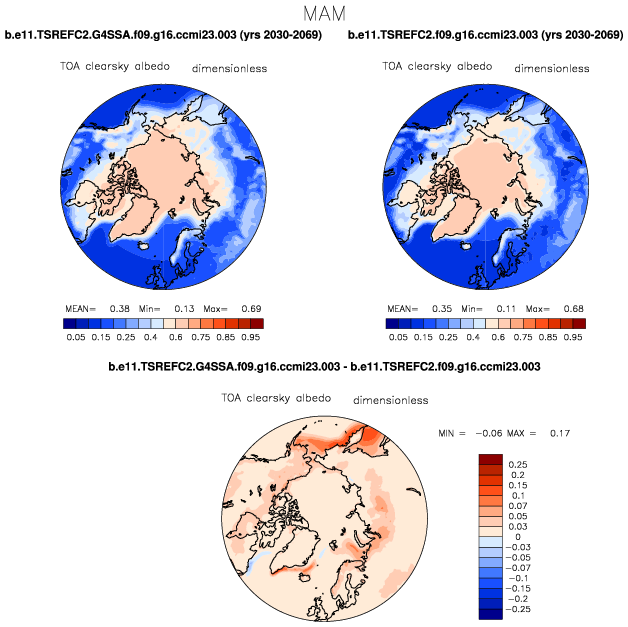 MAM
b.e11.TSREFC2.G4SSA.f09.g16.ccmi23.003 (yrs 2030-2069)
b.e11.TSREFC2.f09.g16.ccmi23.003 (yrs 2030-2069)
TOA clearsky albedo dimensionless
TOA clearsky albedo dimensionless
MEAN= 0.38 Min= 0.13 Max= 0.69
MEAN= 0.35 Min= 0.11 Max= 0.68
0.05 0.15 0.25 0.4 0.6 0.75 0.85 0.95
0.05 0.15 0.25 0.4 0.6 0.75 0.85 0.95
b.e11.TSREFC2.G4SSA.f09.g16.ccmi23.003 - b.e11.TSREFC2.f09.g16.ccmi23.003
TOA clearsky albedo dimensionless
MIN = -0.06 MAX = 0.17
0.25
0.2
0.15
0.1
0.07
0.05
0.03
0
-0.03
-0.05
-0.07
-0.1
-0.15
-0.2
-0.25